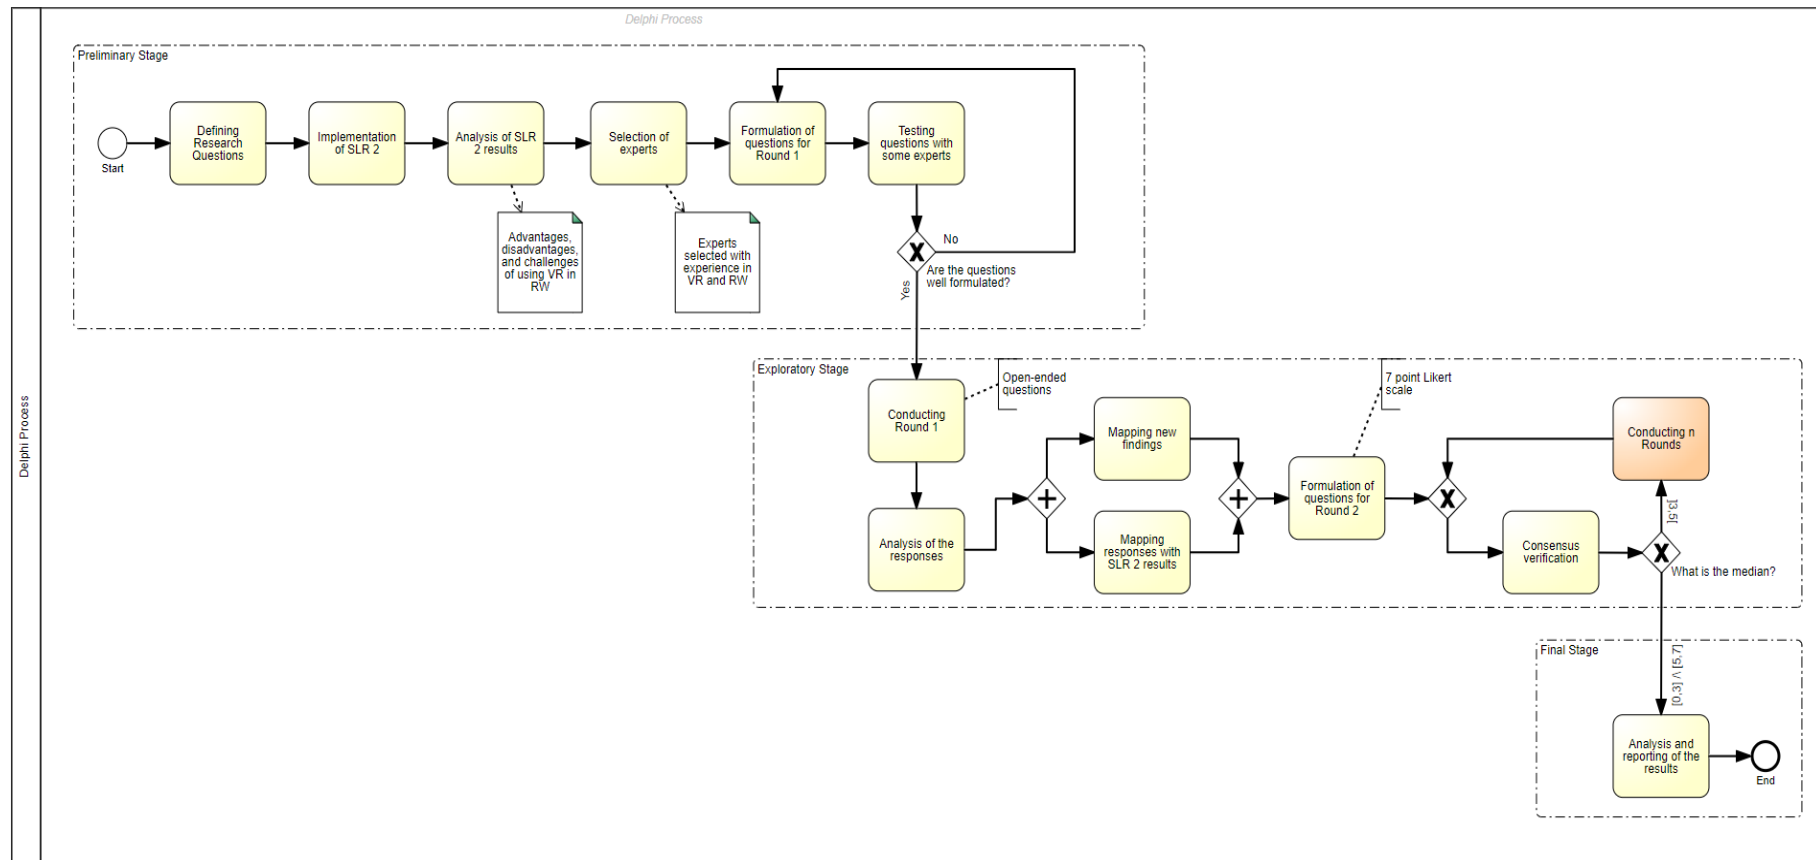 Delphi Process
Delphi Process
Preliminary Stage
Start
Defining
Research
Questions
Implementation
of SLR 2
Analysis of SLR
2 results
Selection of
experts
Formulation of
questions for
Round 1
Testing
questions with
some experts
Advantages,
disadvantages,
and challenges
of using VR in
RW
Experts
selected with
experience in
VR and RW
No
Are the questions
well formulated?
Yes
Exploratory Stage
Conducting
Round 1
Open-ended
questions
Analysis of the
responses
Mapping new
findings
Mapping
responses with
SLR 2 results
Formulation of
questions for
Round 2
7 point Likert
scale
Conducting n
Rounds
Consensus
verification
]3,5[
What is the median?
Final Stage
[0,3] /\ [5,7]
Analysis and
reporting of the
results
End